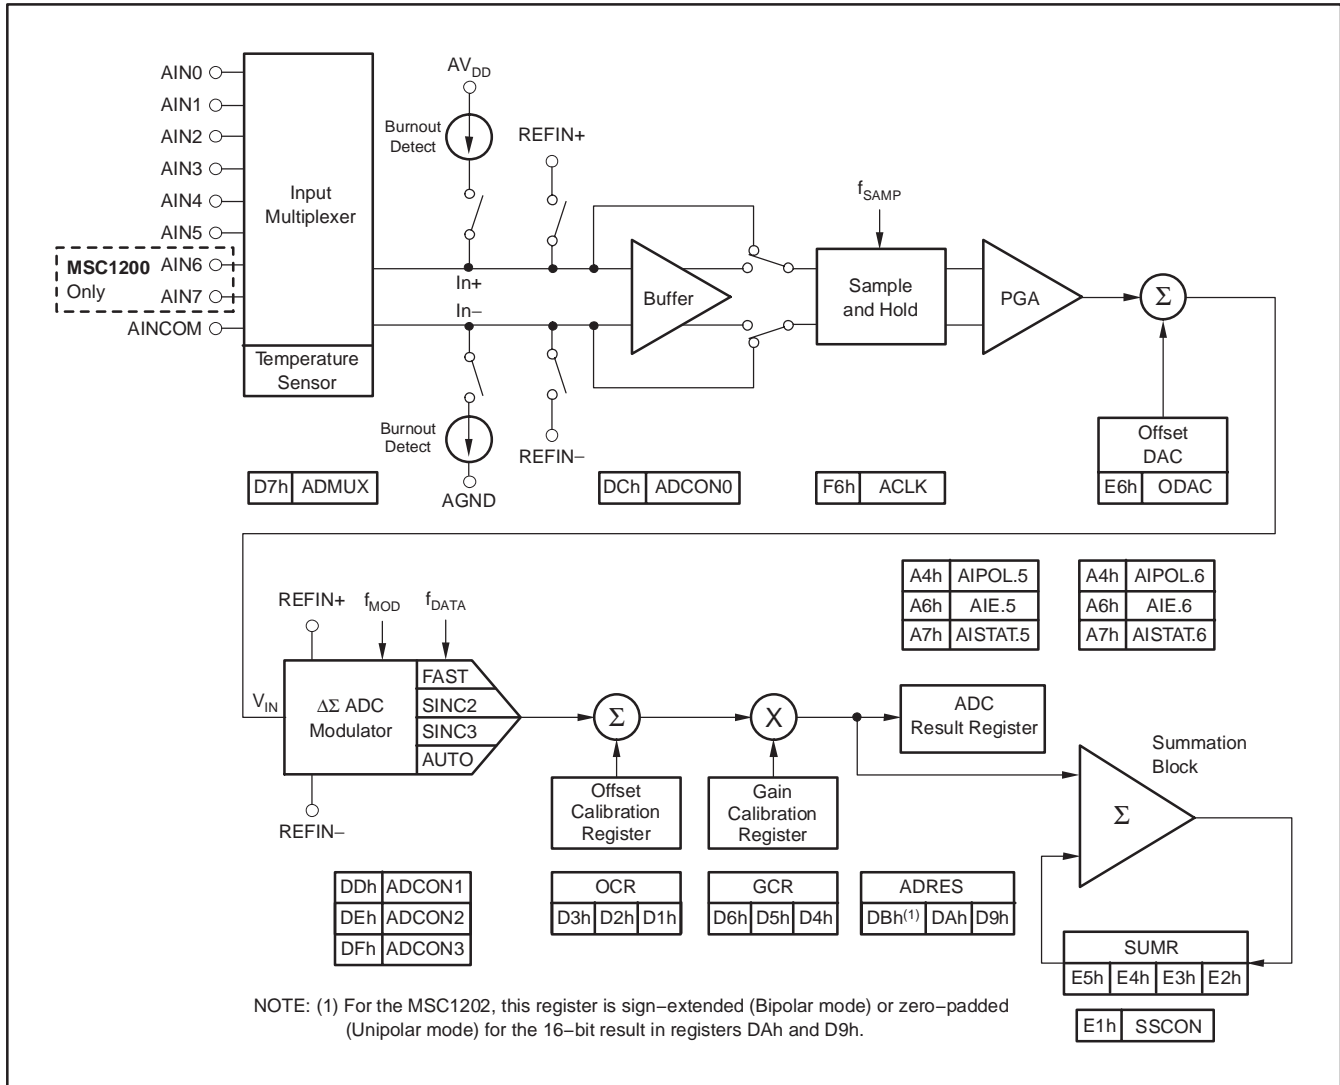 AIN0
AIN1
AIN2
AIN3
AIN4
AIN5
MSC1200
Only
AIN6
AIN7
AINCOM
Input
Multiplexer
Temperature
Sensor
AVDD
Burnout
Detect
REFIN+
In+
In−
Burnout
Detect
REFIN−
AGND
Buffer
fSAMP
Sample
and Hold
PGA
Σ
Offset
DAC
E6h ODAC
D7h ADMUX
DCh ADCON0
F6h ACLK
A4h AIPOL.5
A6h AIE.5
A7h AISTAT.5
A4h AIPOL.6
A6h AIE.6
A7h AISTAT.6
REFIN+
fMOD
fDATA
VIN
ΔΣ ADC
Modulator
FAST
SINC2
SINC3
AUTO
REFIN−
Σ
X
ADC
Result Register
Offset
Calibration
Register
Gain
Calibration
Register
Summation
Block
Σ
DDh ADCON1
DEh ADCON2
DFh ADCON3
OCR
D3h D2h D1h
GCR
D6h D5h D4h
ADRES
DBh(1) DAh D9h
SUMR
E5h E4h E3h E2h
E1h SSCON
NOTE: (1) For the MSC1202, this register is sign−extended (Bipolar mode) or zero−padded
(Unipolar mode) for the 16−bit result in registers DAh and D9h.